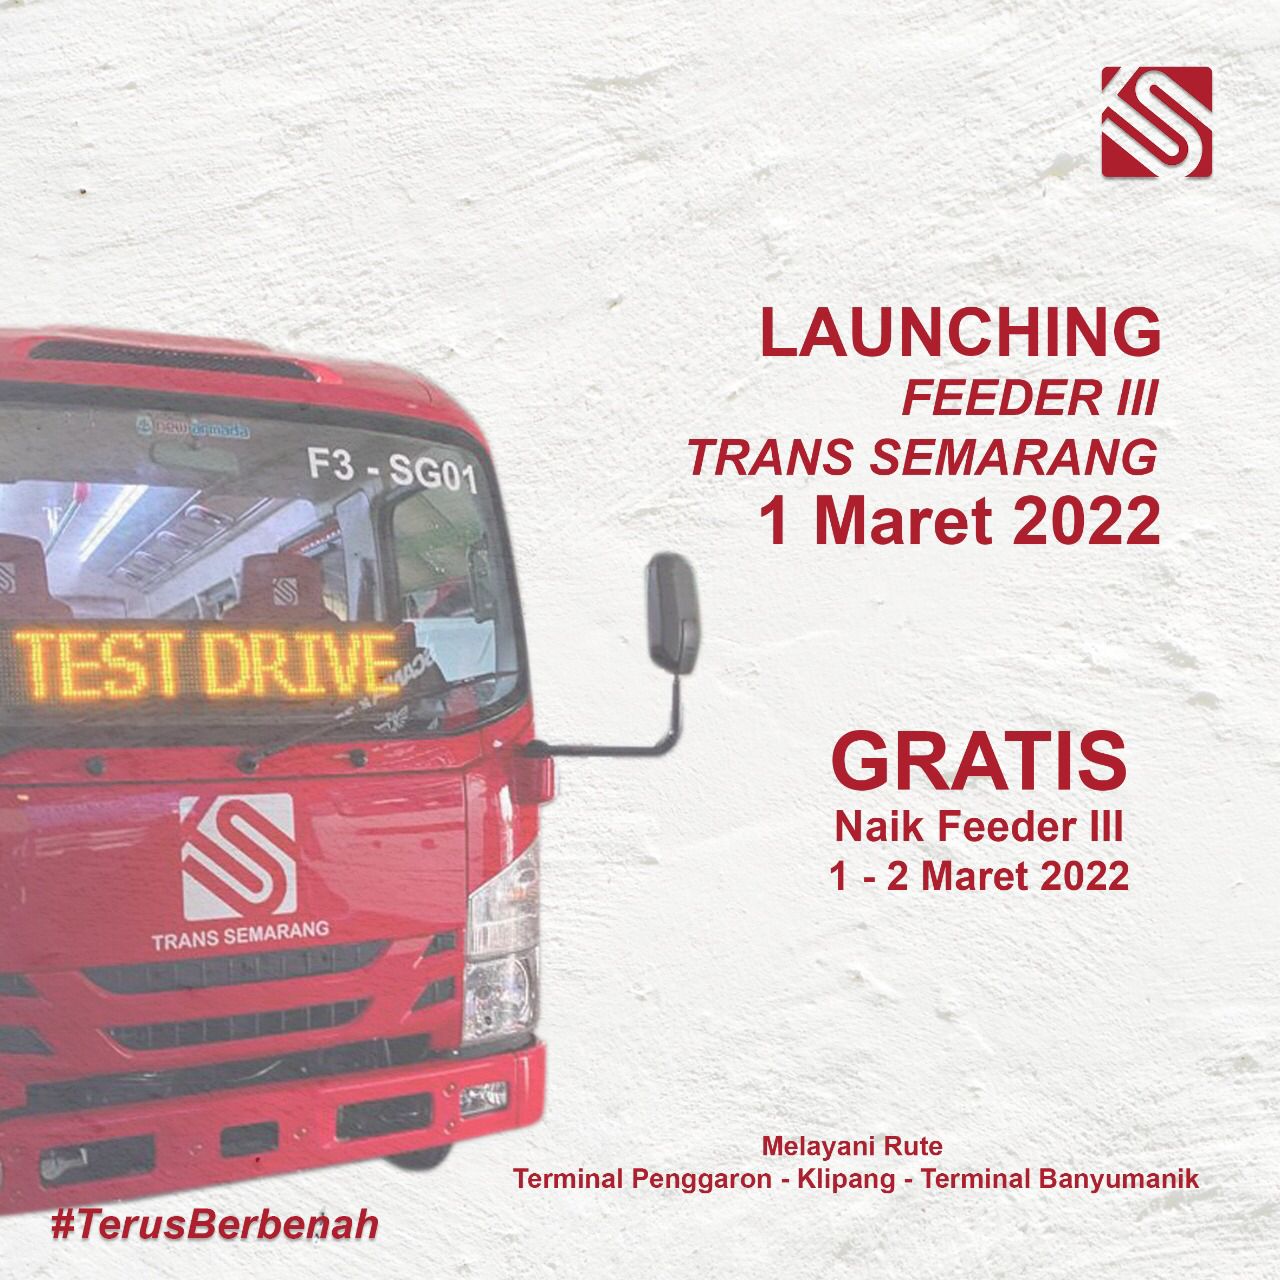 LAUNCHING
FEEDER III
TRANS SEMARANG
1 Maret 2022
newarmada
F3 - SG01
TEST DRIVE
GRATIS
Naik Feeder III
1 - 2 Maret 2022
TRANS SEMARANG
Melayani Rute
Terminal Penggaron - Klipang - Terminal Banyumanik
#TerusBerbenah